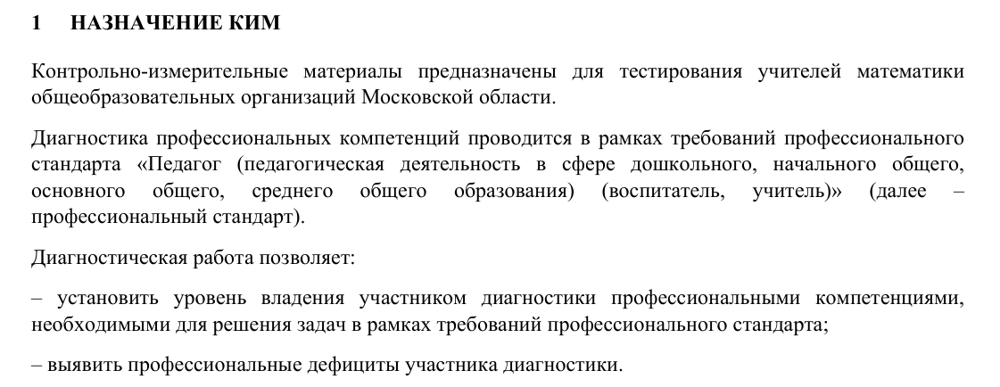 1 НАЗНАЧЕНИЕ КИМ
Контрольно-измерительные материалы предназначены для тестирования учителей математики
общеобразовательных организаций Московской области.
Диагностика профессиональных компетенций проводится в рамках требований профессионального
стандарта «Педагог (педагогическая деятельность в сфере дошкольного, начального общего,
основного общего, среднего общего образования) (воспитатель, учитель)» (далее –
профессиональный стандарт).
Диагностическая работа позволяет:
– установить уровень владения участником диагностики профессиональными компетенциями,
необходимыми для решения задач в рамках требований профессионального стандарта;
– выявить профессиональные дефициты участника диагностики.